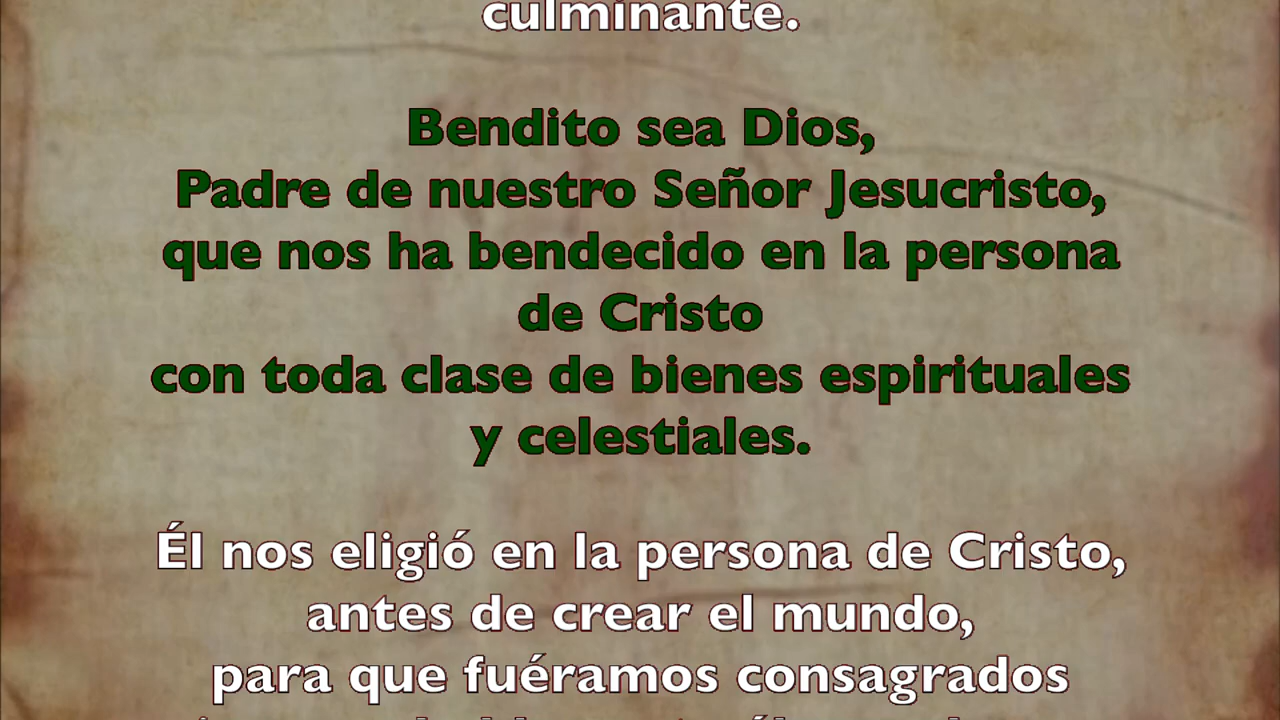 culminante.
Bendito sea Dios,
Padre de nuestro Señor Jesucristo,
que nos ha bendecido en la persona
de Cristo
con toda clase de bienes espirituales
y celestiales.
Él nos eligió en la persona de Cristo,
antes de crear el mundo,
para que fuéramos consagrados